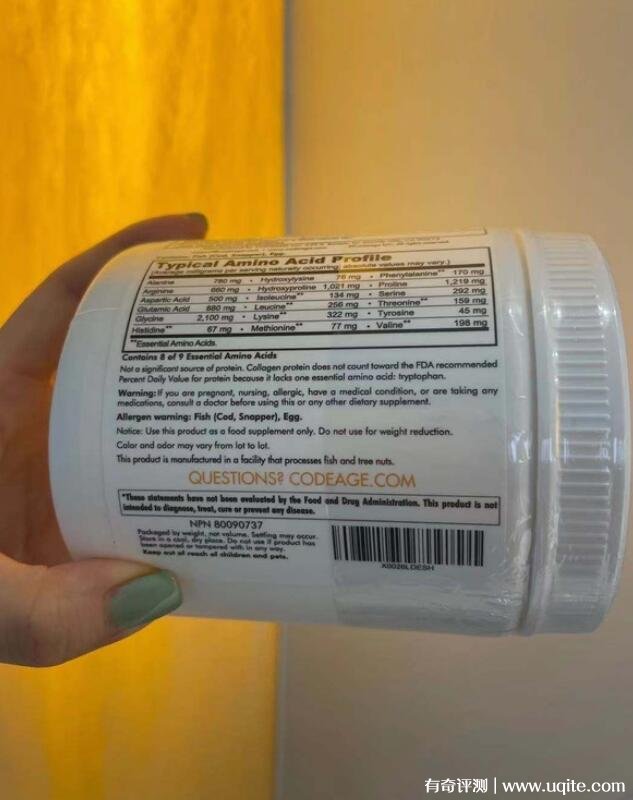 Typical Amino Acid Profile
(Average milligrams per serving naturally occurring; absolute values may vary.)
Alanine 780 mg • Hydroxylysine 76 mg • Phenylalanine** 170 mg
Arginine 660 mg • Hydroxyproline 1,021 mg • Proline 1,219 mg
Aspartic Acid 500 mg • Isoleucine** 134 mg • Serine 292 mg
Glutamic Acid 880 mg • Leucine** 256 mg • Threonine** 159 mg
Glycine 2,100 mg • Lysine** 322 mg • Tyrosine 45 mg
Histidine** 67 mg • Methionine** 77 mg • Valine** 198 mg
**Essential Amino Acids.
Contains 8 of 9 Essential Amino Acids
Not a significant source of protein. Collagen protein does not count toward the FDA recommended
Percent Daily Value for protein because it lacks one essential amino acid: tryptophan.
Warning: If you are pregnant, nursing, allergic, have a medical condition, or are taking any
medications, consult a doctor before using this or any other dietary supplement.
Allergen warning: Fish (Cod, Snapper), Egg.
Notice: Use this product as a food supplement only. Do not use for weight reduction.
Color and odor may vary from lot to lot.
This product is manufactured in a facility that processes fish and tree nuts.
QUESTIONS? CODEAGE.COM
*These statements have not been evaluated by the Food and Drug Administration. This product is not
intended to diagnose, treat, cure or prevent any disease.
NPN 80090737
Packaged by weight, not volume. Settling may occur.
Store in a cool, dry place. Do not use if product has
been opened or tampered with in any way.
Keep out of reach of children and pets.
X0028LDESH
有奇评测 | www.uqite.com